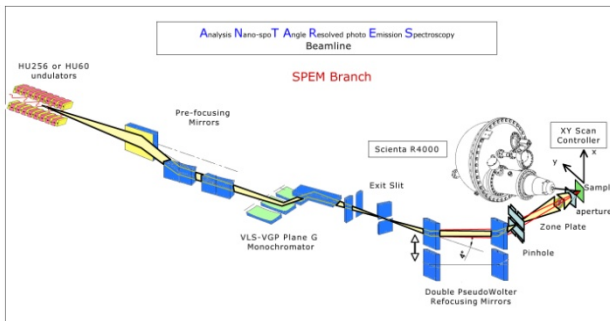 Analysis Nano-spoT Angle Resolved photo Emission Spectroscopy
Beamline
SPEM Branch
HU256 or HU60
undulators
Pre-focusing
Mirrors
VLS-VGP Plane G
Monochromator
Exit Slit
Scienta R4000
XY Scan
Controller
x
y
Sampl
aperture
Zone Plate
Pinhole
Double PseudoWolter
Refocusing Mirrors